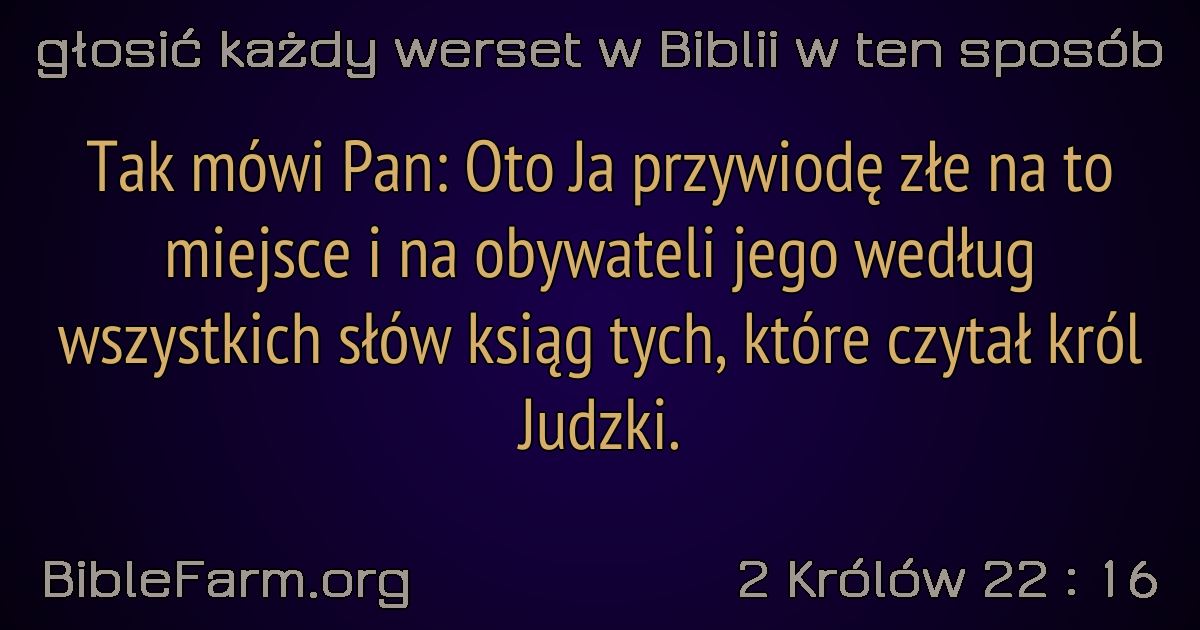 głosić każdy werset w Biblii w ten sposób
Tak mówi Pan: Oto Ja przywiodę złe na to
miejsce i na obywateli jego według
wszystkich słów ksiąg tych, które czytał król
Judzki.
BibleFarm.org
2 Królów 22 : 16